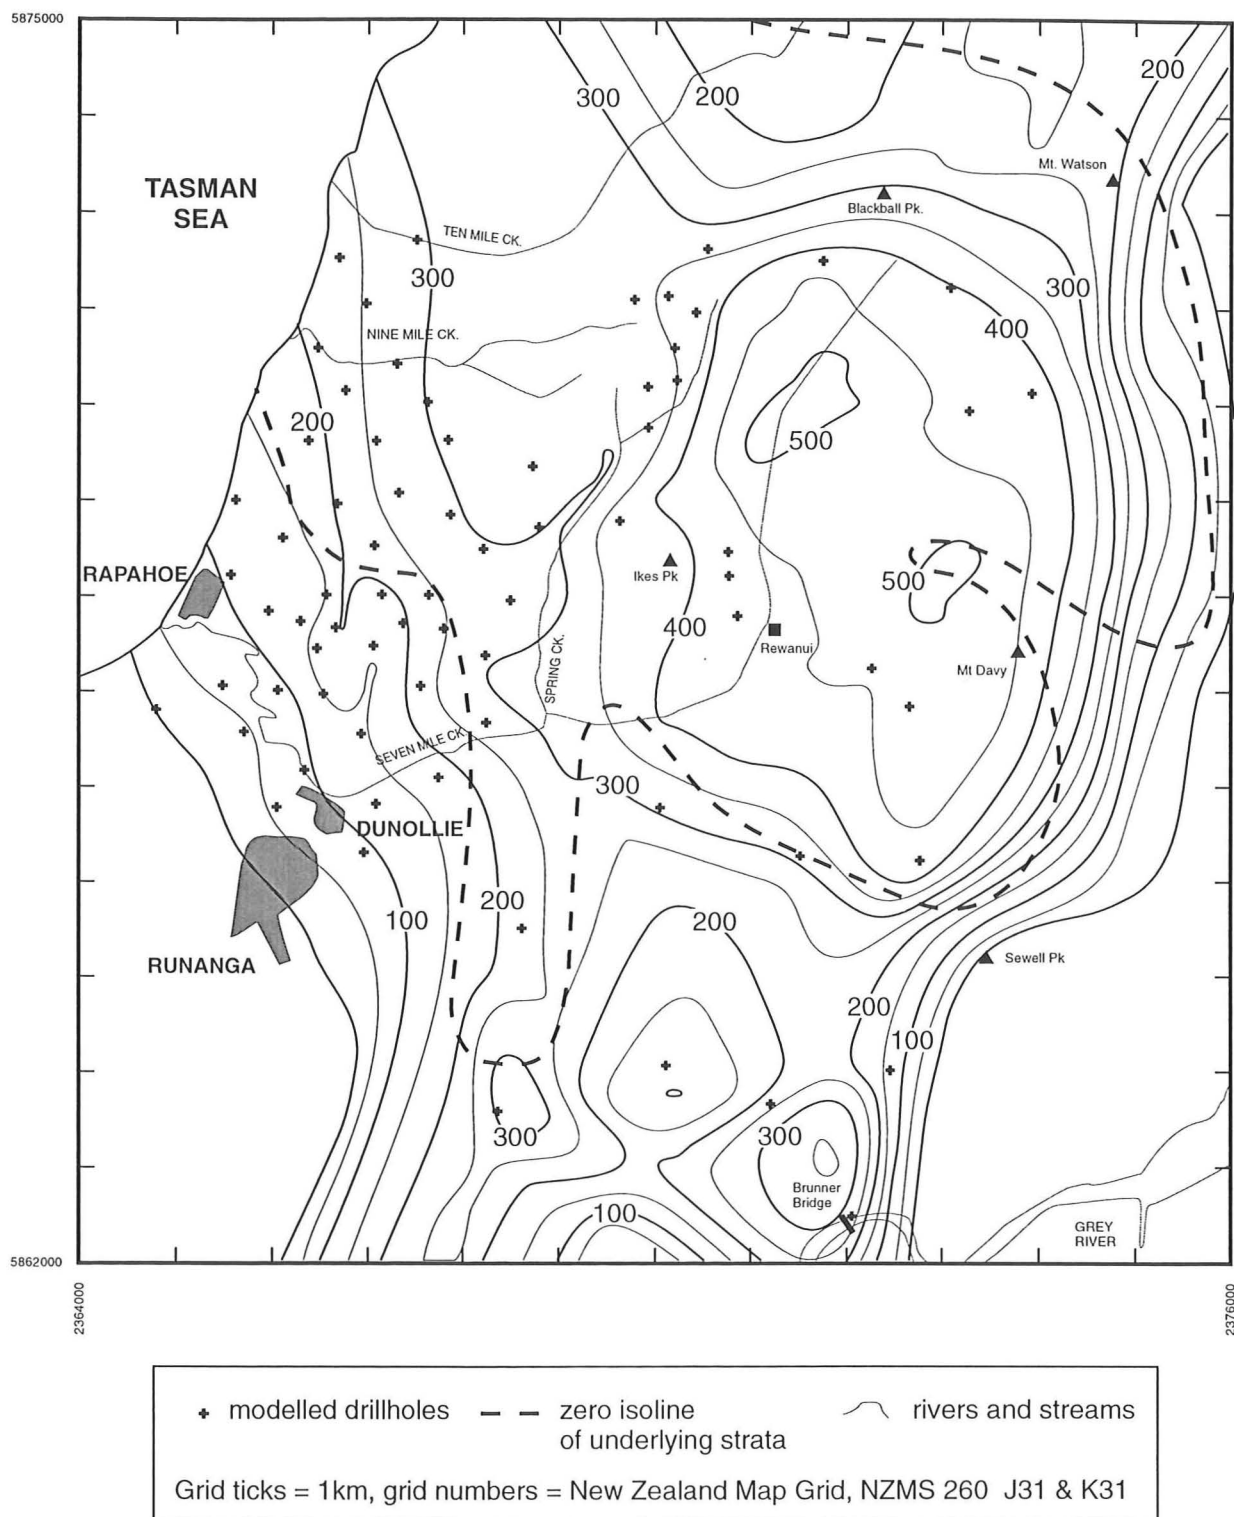 5875000
200
300
200
Mt. Watson
TASMAN
SEA
Blackball Pk.
TEN MILE CK.
300
300
400
NINE MILE CK.
200
500
RAPAHOE
Ikes Pk
500
400
Rewanui
SPRING CK.
Mt Davy
SEVEN MILE CK.
300
DUNOLLIE
200
100
200
RUNANGA
Sewell Pk
200
100
300
300
Brunner
Bridge
100
GREY
RIVER
5862000
2364000
2376000
modelled drillholes
zero isoline
of underlying strata
rivers and streams
Grid ticks = 1km, grid numbers = New Zealand Map Grid, NZMS 260 J31 & K31